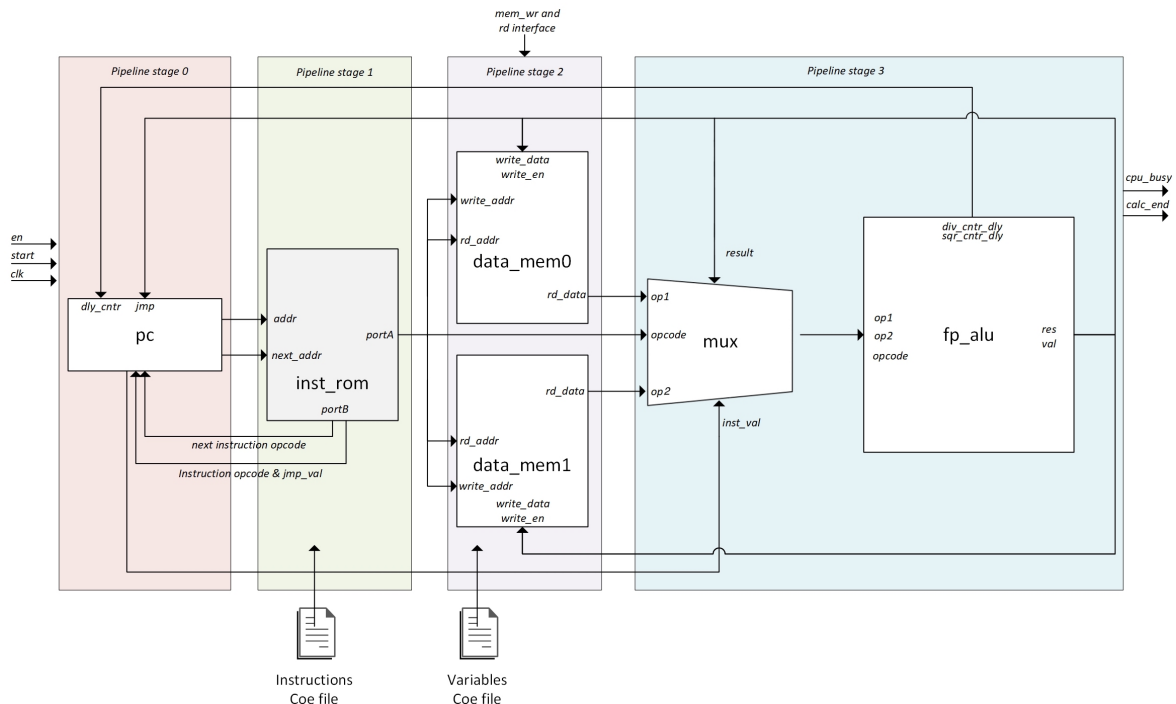 mem_wr and
rd interface
Pipeline stage 0
Pipeline stage 1
Pipeline stage 2
Pipeline stage 3
write_data
write_en
write_addr
rd_addr
data_mem0
rd_data
cpu_busy
calc_end
en
start
clk
dly_cntr
jmp
pc
addr
next_addr
portA
inst_rom
portB
next instruction opcode
Instruction opcode & jmp_val
result
op1
opcode
mux
op2
inst_val
div_cntr_dly
sqr_cntr_dly
op1
op2
opcode
fp_alu
res
val
rd_data
rd_addr
data_mem1
write_addr
write_data
write_en
Instructions
Coe file
Variables
Coe file